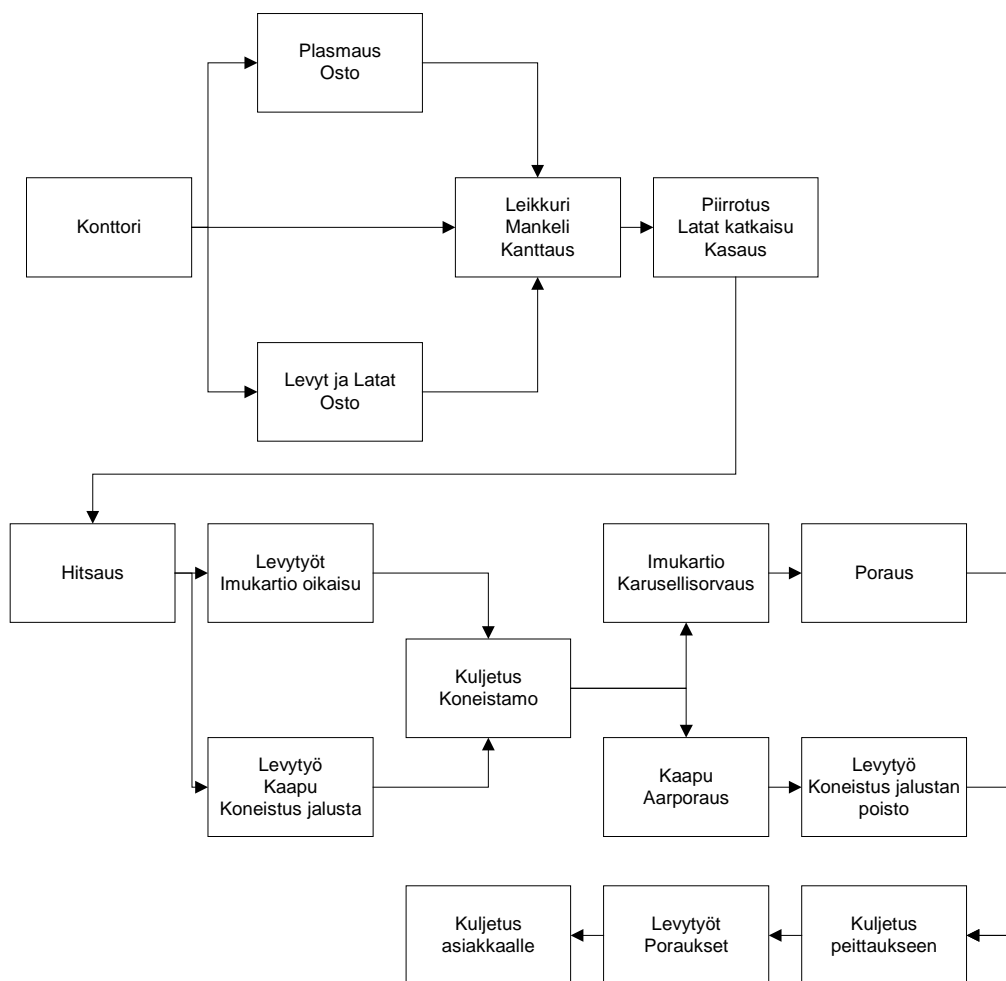 Plasmaus
Osto
Konttori
Leikkuri
Mankeli
Kanttaus
Piirrotus
Latat katkaisu
Kasaus
Levyt ja Latat
Osto
Hitsaus
Levytyöt
Imukartio oikaisu
Imukartio
Karusellisorvaus
Poraus
Kuljetus
Koneistamo
Levytyö
Kaapu
Koneistus jalusta
Kaapu
Aarporaus
Levytyö
Koneistus jalustan
poisto
Kuljetus
asiakkaalle
Levytyöt
Poraukset
Kuljetus
peittaukseen